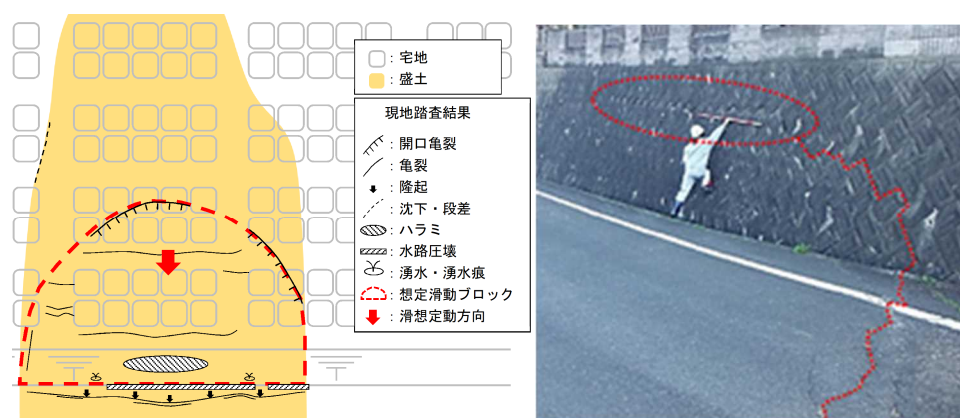 : 宅地
: 盛土
現地踏査結果
: 開口亀裂
: 亀裂
: 隆起
: 沈下・段差
: ハラミ
: 水路圧壊
: 湧水・湧水痕
: 想定滑動ブロック
: 滑想定動方向